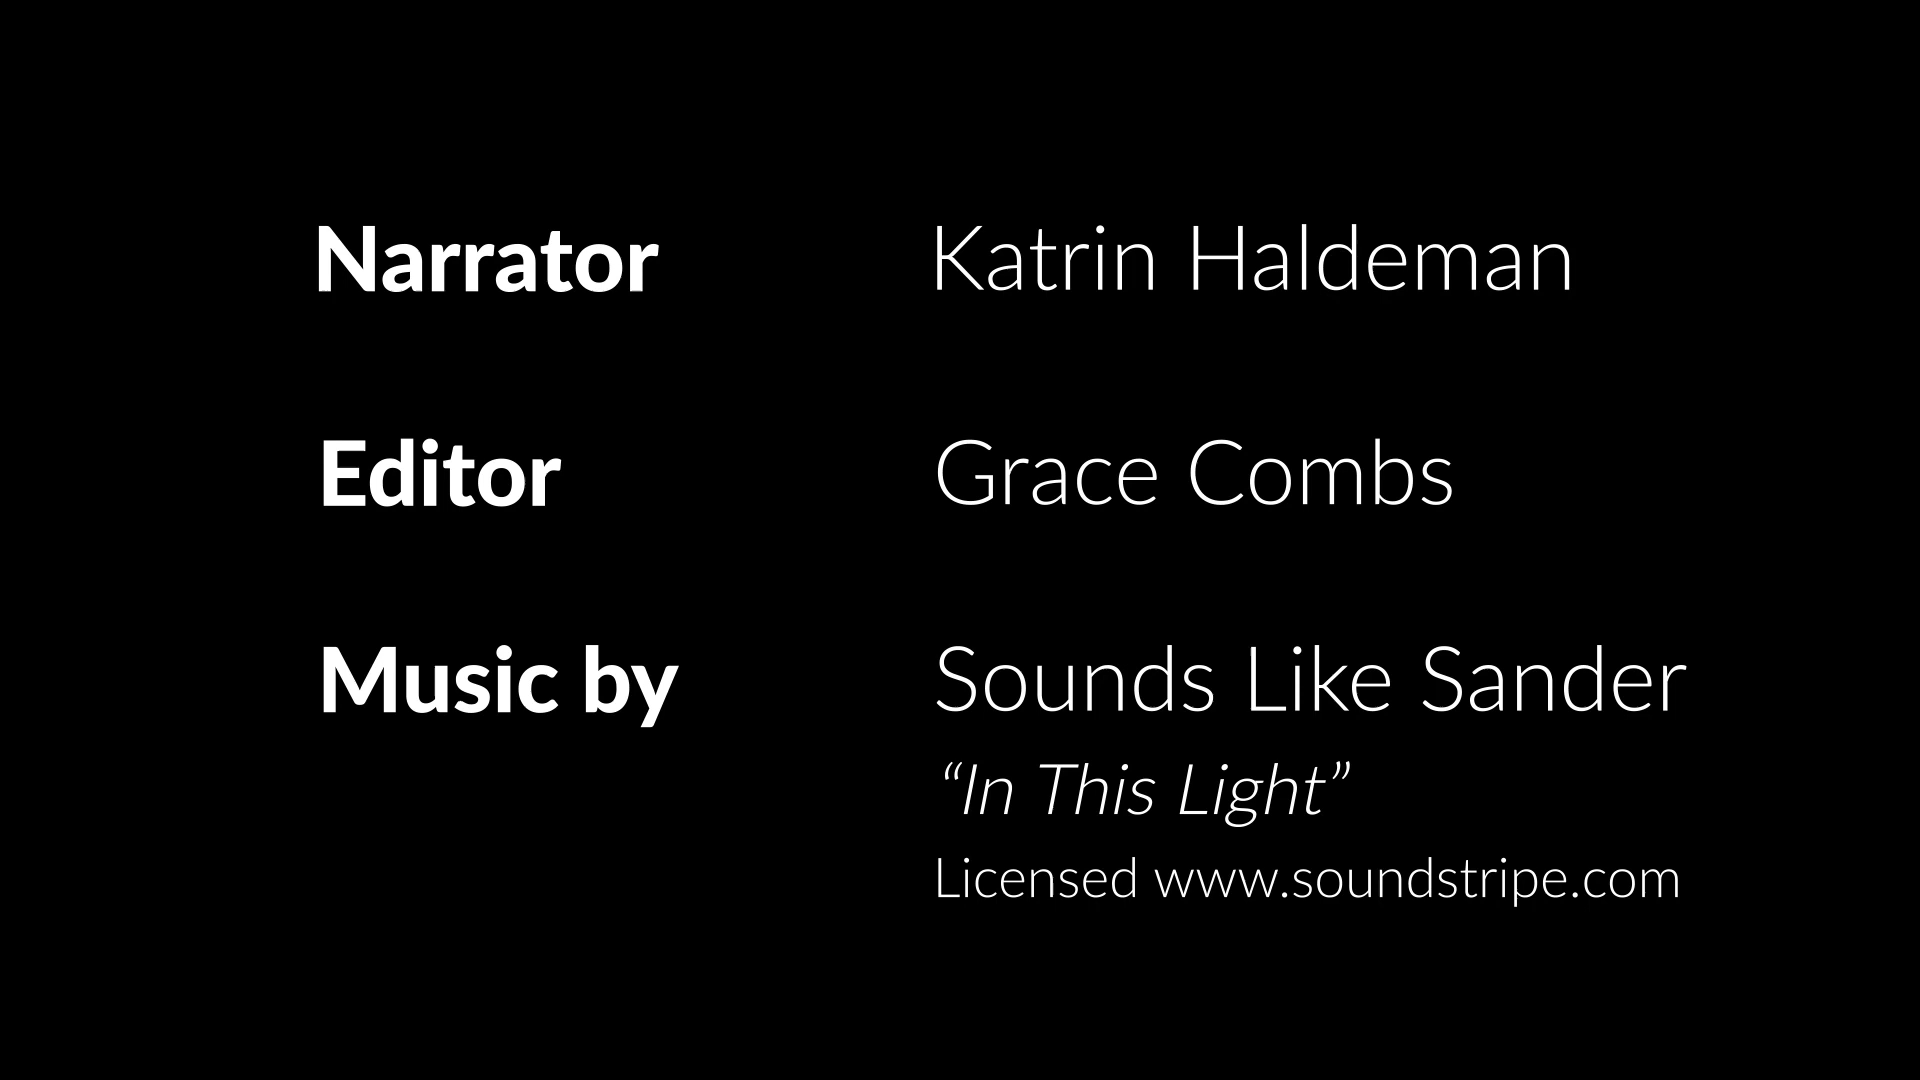 Narrator Katrin Haldeman
Editor Grace Combs
Music by Sounds Like Sander
“In This Light”
Licensed www.soundstripe.com